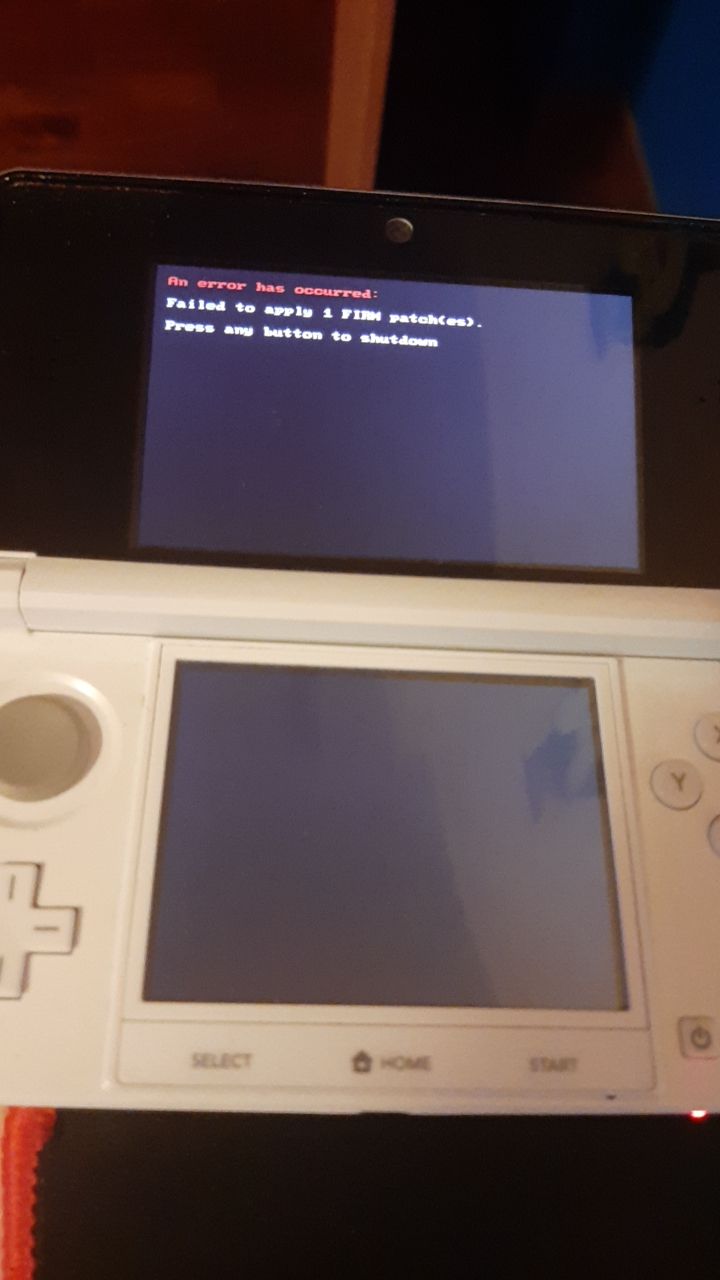 An error has occurred:
Failed to apply 1 FIRM patch(es).
Press any button to shutdown
Y
SELECT
HOME
START